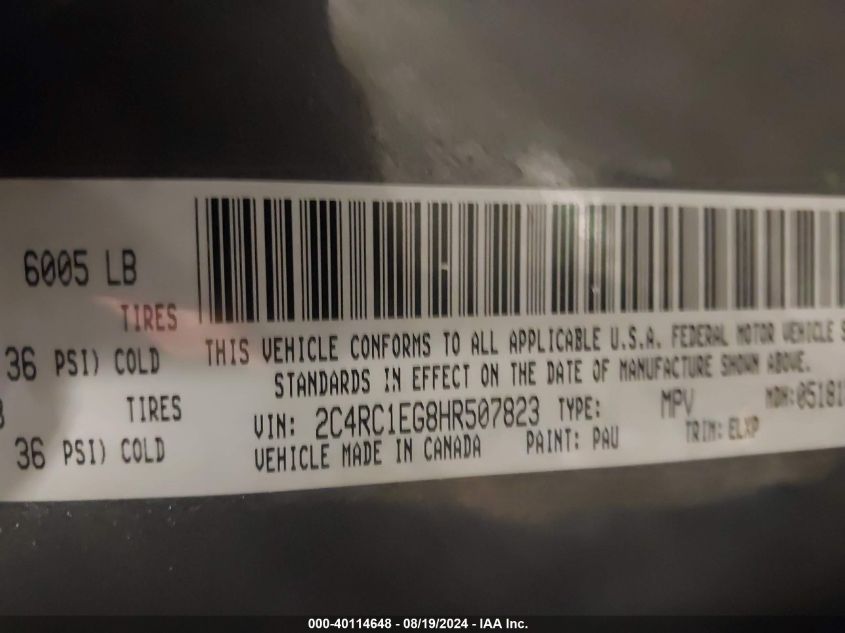 6005 LB
TIRES
36 PSI) COLD
TIRES
36 PSI) COLD
THIS VEHICLE CONFORMS TO ALL APPLICABLE U.S.A. FEDERAL MOTOR VEHICLE S
STANDARDS IN EFFECT ON THE DATE OF MANUFACTURE SHOWN ABOVE.
VIN: 2C4RC1EG8HR507823 TYPE: MPV MDH: 05181
VEHICLE MADE IN CANADA PAINT: PAU TRIM: ELXP
000-40114648 - 08/19/2024 - IAA Inc.